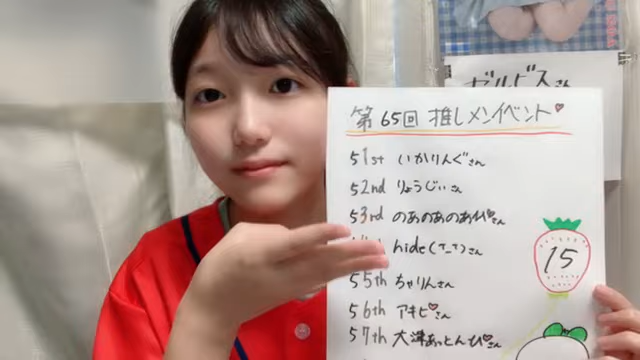 ゼルビスさん
第65回 推しメンイベント
51st いかりんぐさん
52nd りょうじぃさん
53rd のあのあのあぴさん
hide(さん
55th ちゃりんさん
56th アキピさん
57th 大津あっとんぴさん
15